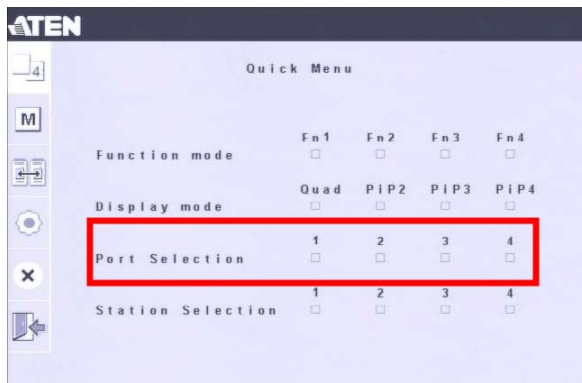 ATEN
4
Quick Menu
M
Fn1 Fn2 Fn3 Fn4
Function mode
Quad PiP2 PiP3 PiP4
Display mode
1 2 3 4
Port Selection
1 2 3 4
Station Selection